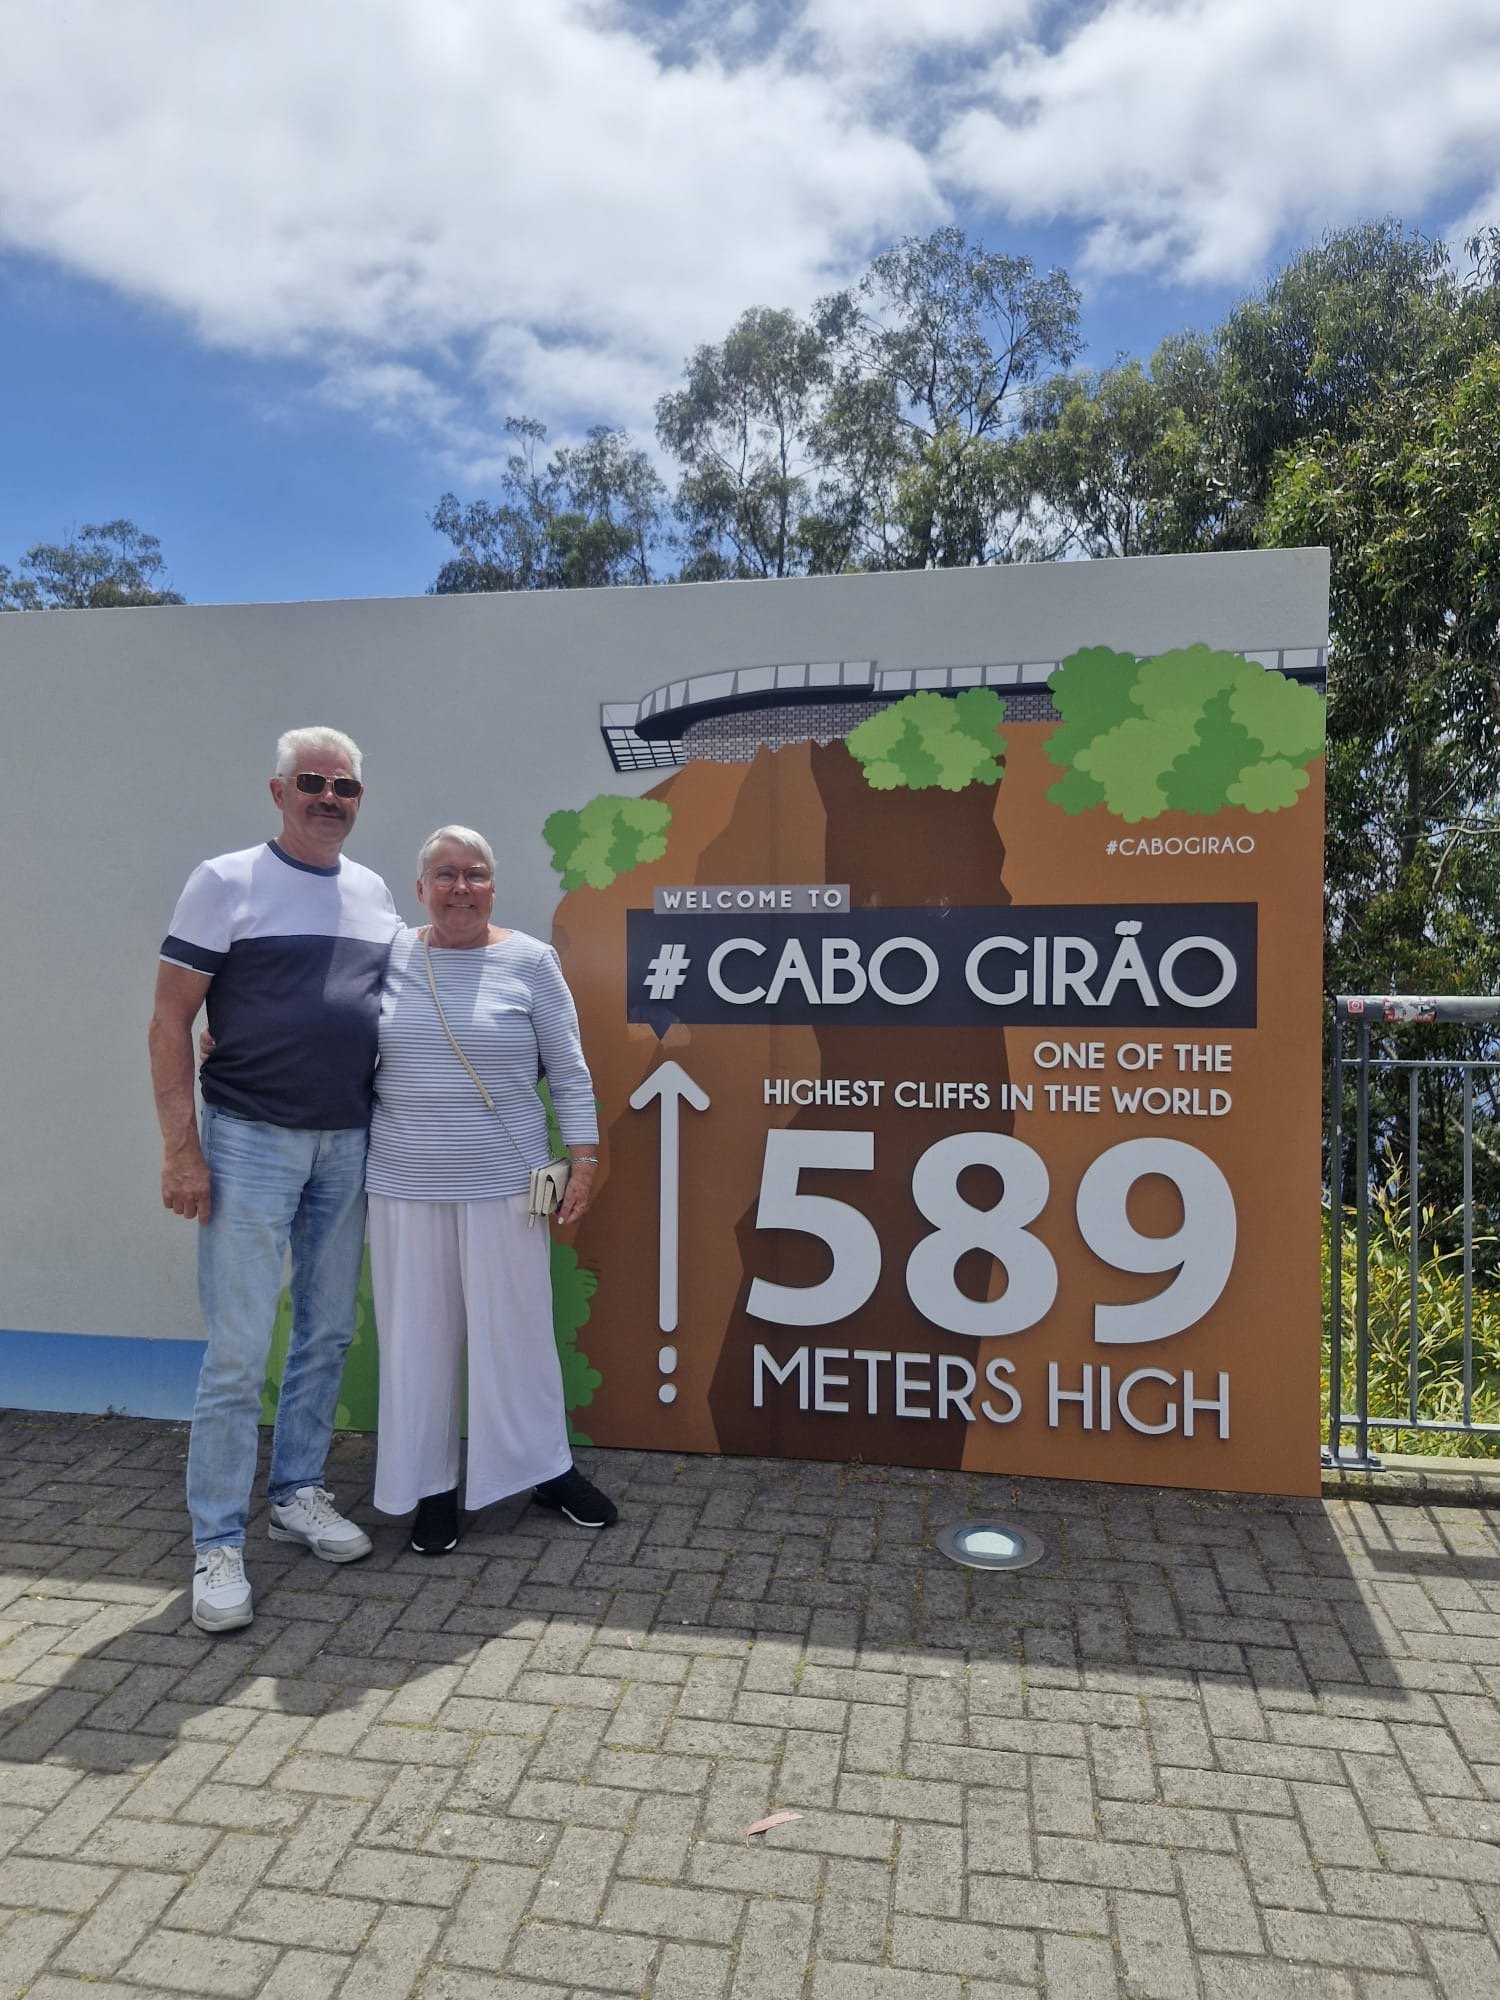 #CABOGIRAO
WELCOME TO
# CABO GIRÃO
ONE OF THE
HIGHEST CLIFFS IN THE WORLD
589
METERS HIGH